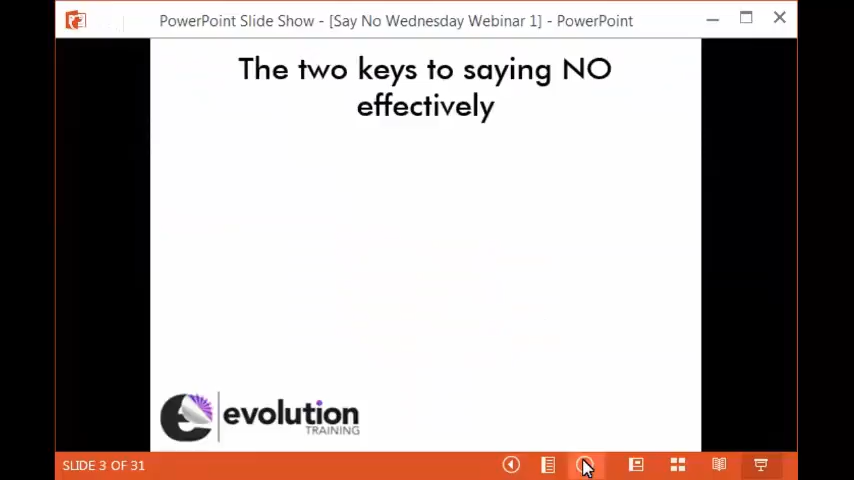 PowerPoint Slide Show - [Say No Wednesday Webinar 1] - PowerPoint
The two keys to saying NO
effectively
evolution
TRAINING
SLIDE 3 OF 31